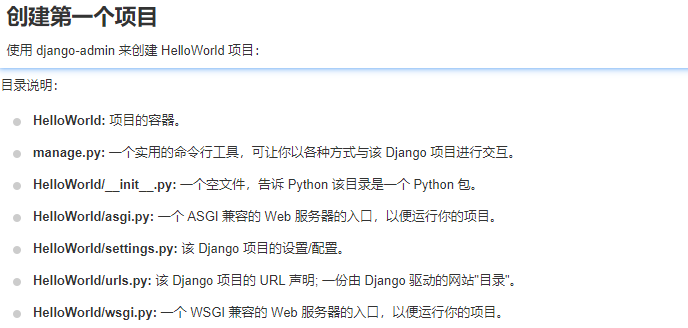 创建第一个项目
使用 django-admin 来创建 HelloWorld 项目：
目录说明：
HelloWorld: 项目的容器。
manage.py: 一个实用的命令行工具，可让你以各种方式与该 Django 项目进行交互。
HelloWorld/__init__.py: 一个空文件，告诉 Python 该目录是一个 Python 包。
HelloWorld/asgi.py: 一个 ASGI 兼容的 Web 服务器的入口，以便运行你的项目。
HelloWorld/settings.py: 该 Django 项目的设置/配置。
HelloWorld/urls.py: 该 Django 项目的 URL 声明; 一份由 Django 驱动的网站"目录"。
HelloWorld/wsgi.py: 一个 WSGI 兼容的 Web 服务器的入口，以便运行你的项目。